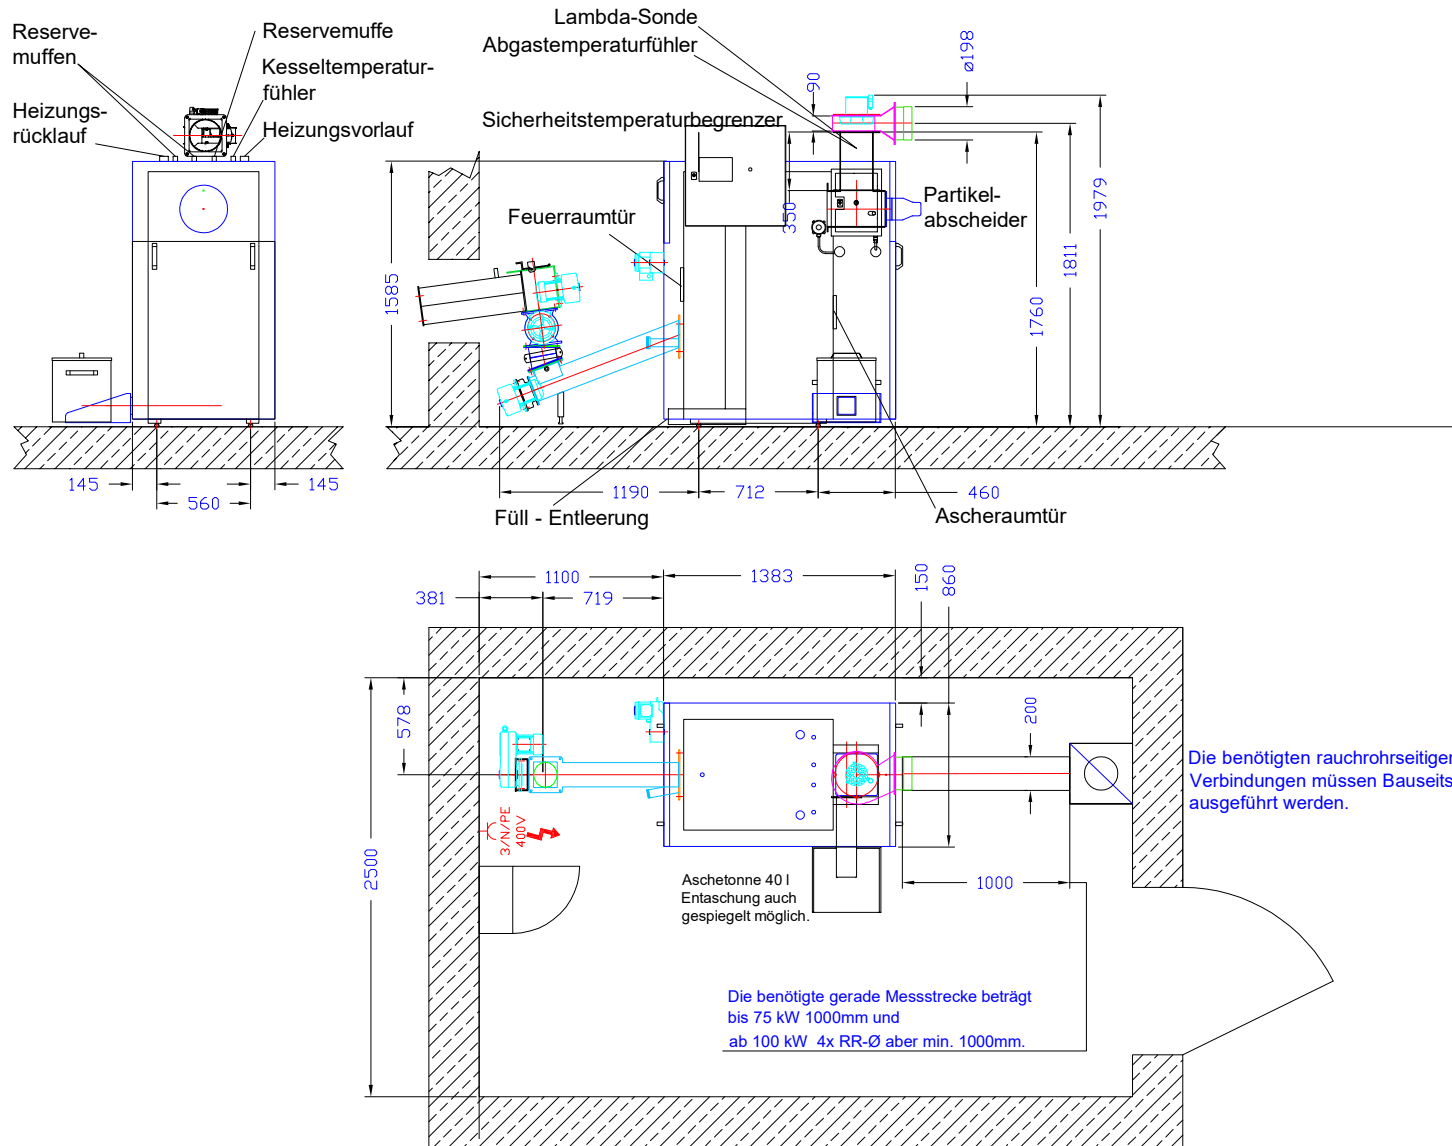 Reserve-
muffen
Heizungs-
rücklauf
Reservemuffe
Kesseltemperatur-
fühler
Heizungsvorlauf
145
560
145
Lambda-Sonde
Abgastemperaturfühler
Sicherheitstemperaturbegrenzer
Feuerraumtür
Partikel-
abscheider
90
ø198
350
1979
1811
1760
1585
1190
712
460
Füll - Entleerung
Ascheraumtür
1100
1383
381
719
150
860
578
200
2500
1000
3/N/PE
400V
Aschetonne 40 l
Entaschung auch
gespiegelt möglich.
Die benötigten rauchrohrseitigen
Verbindungen müssen Bauseits
ausgeführt werden.
Die benötigte gerade Messstrecke beträgt
bis 75 kW 1000mm und
ab 100 kW 4x RR-Ø aber min. 1000mm.